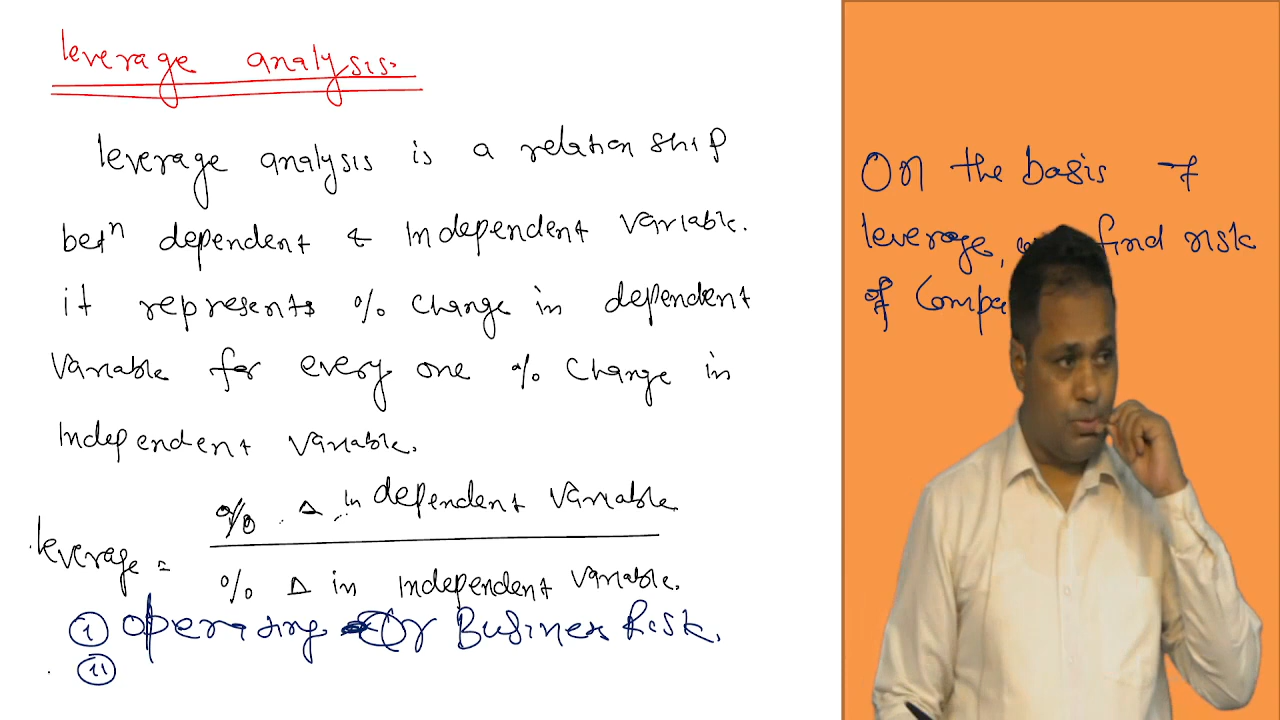 leverage analysis.
leverage analysis is a relationship
betⁿ dependent & Independent Variable.
it represents % change in dependent
Variable for every one % change in
Independent Variable.
leverage = % Δ in dependent Variable
% Δ in Independent Variable.
(i) Operating Or Business Risk.
(ii)
On the basis of
leverage, find risk
of